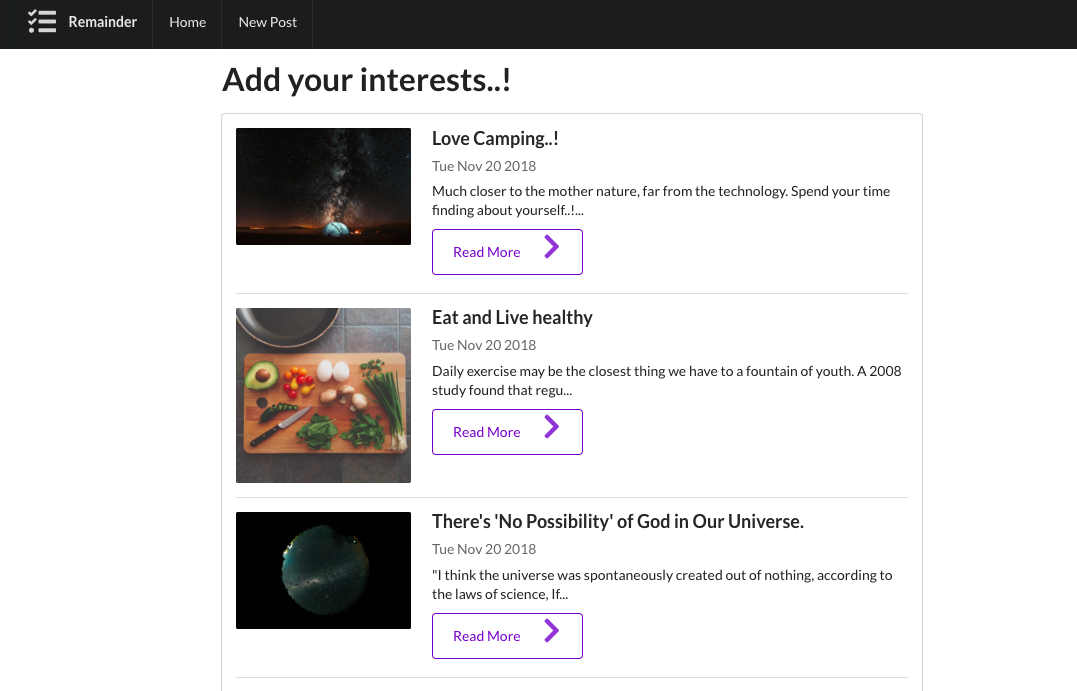 Remainder Home New Post
Add your interests..!
Love Camping..!
Tue Nov 20 2018
Much closer to the mother nature, far from the technology. Spend your time
finding about yourself..!...
Read More
Eat and Live healthy
Tue Nov 20 2018
Daily exercise may be the closest thing we have to a fountain of youth. A 2008
study found that regu...
Read More
There's 'No Possibility' of God in Our Universe.
Tue Nov 20 2018
"I think the universe was spontaneously created out of nothing, according to
the laws of science, If...
Read More